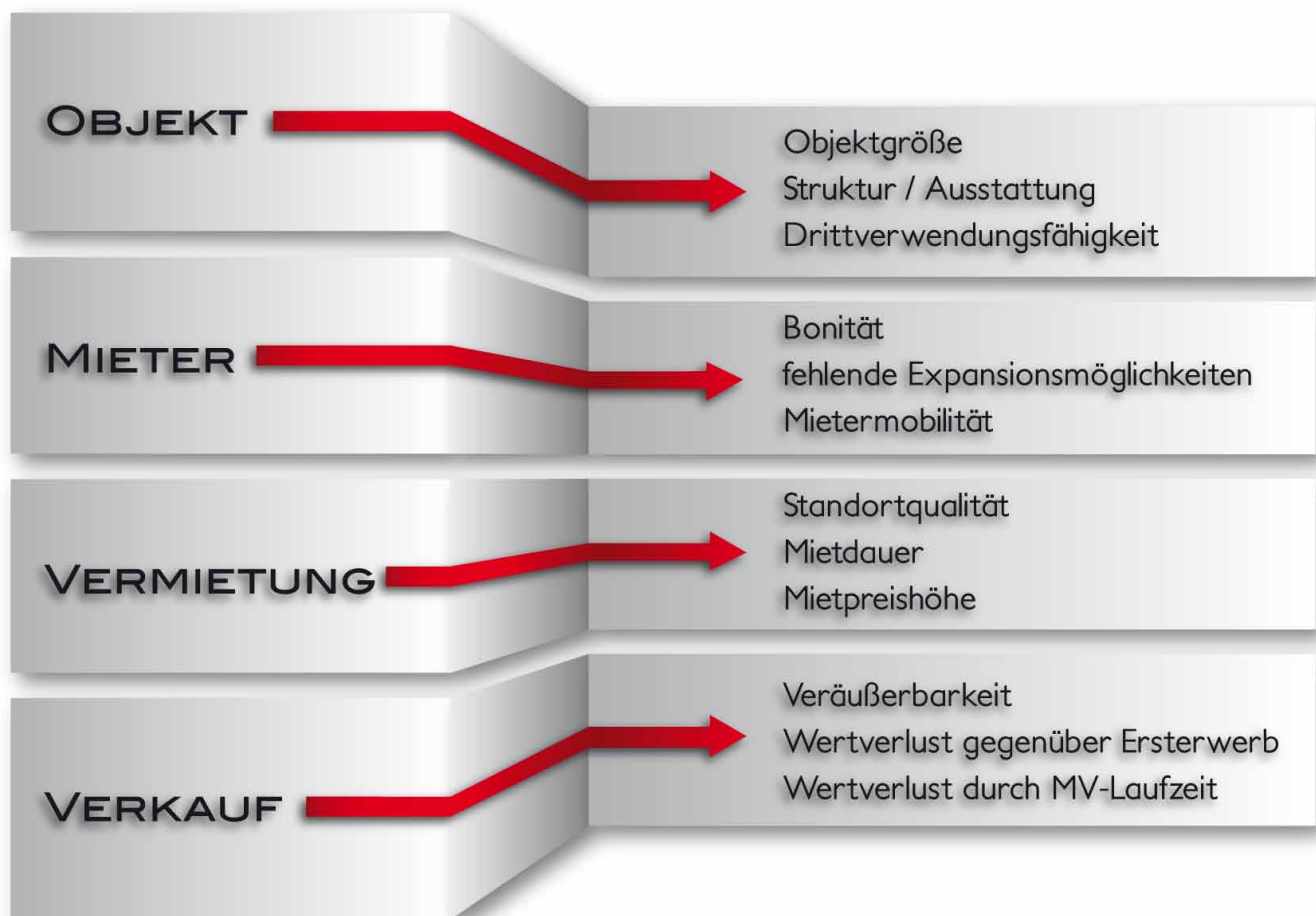 OBJEKT
Objektgröße
Struktur / Ausstattung
Drittverwendungsfähigkeit
MIETER
Bonität
fehlende Expansionsmöglichkeiten
Mietermobilität
VERMIETUNG
Standortqualität
Mietdauer
Mietpreishöhe
VERKAUF
Veräußerbarkeit
Wertverlust gegenüber Ersterwerb
Wertverlust durch MV-Laufzeit